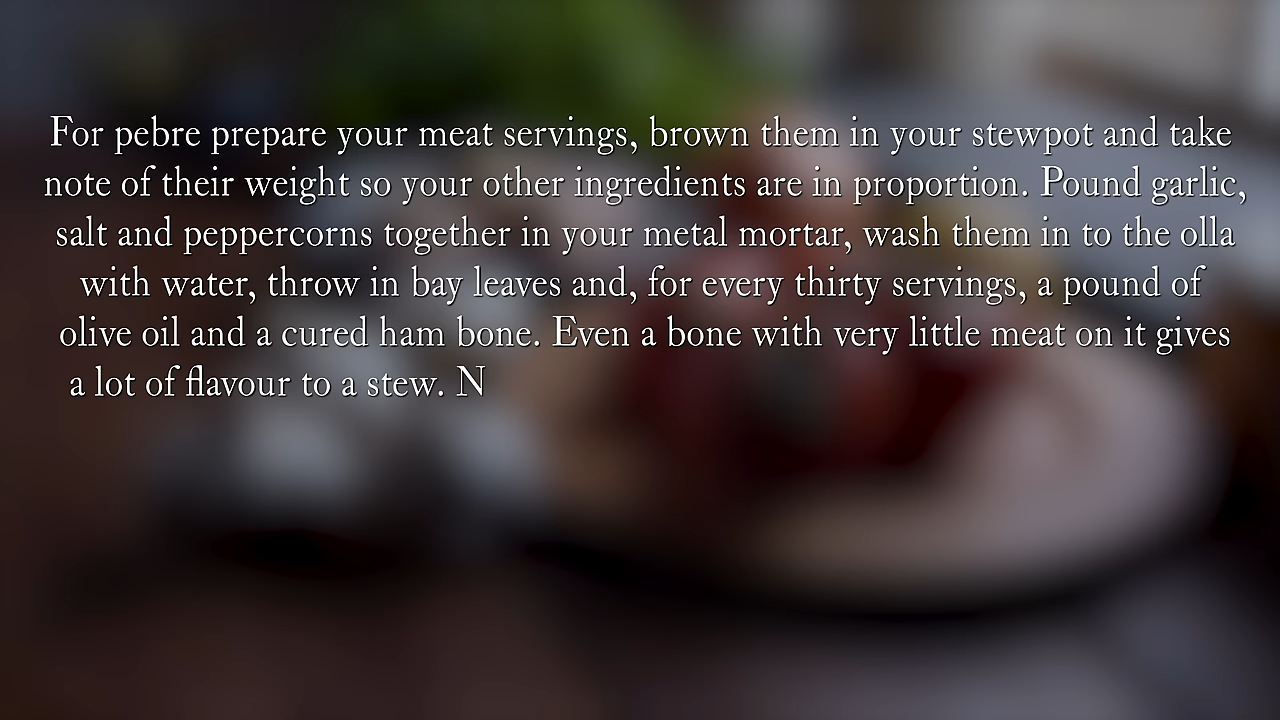 For pebre prepare your meat servings, brown them in your stewpot and take
note of their weight so your other ingredients are in proportion. Pound garlic,
salt and peppercorns together in your metal mortar, wash them in to the olla
with water, throw in bay leaves and, for every thirty servings, a pound of
olive oil and a cured ham bone. Even a bone with very little meat on it gives
a lot of flavour to a stew. N